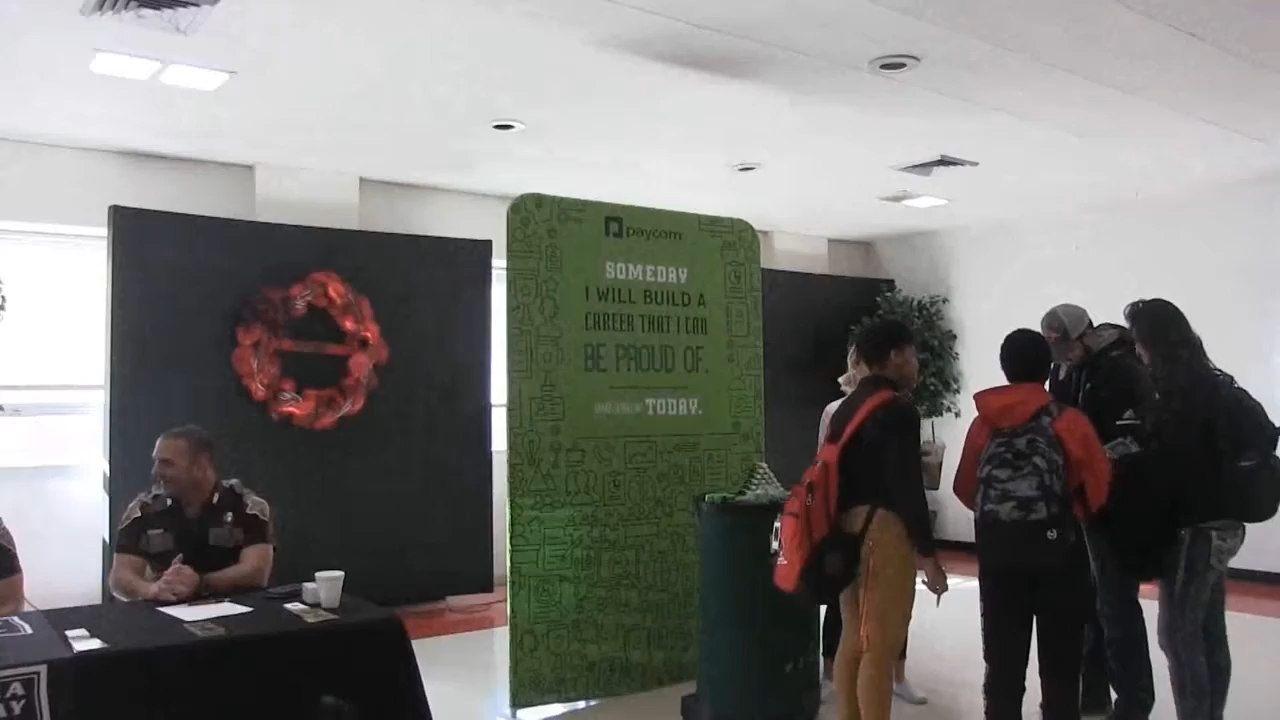 paycom
SOMEDAY
I WILL BUILD A
CAREER THAT I CAN
BE PROUD OF.
TODAY.